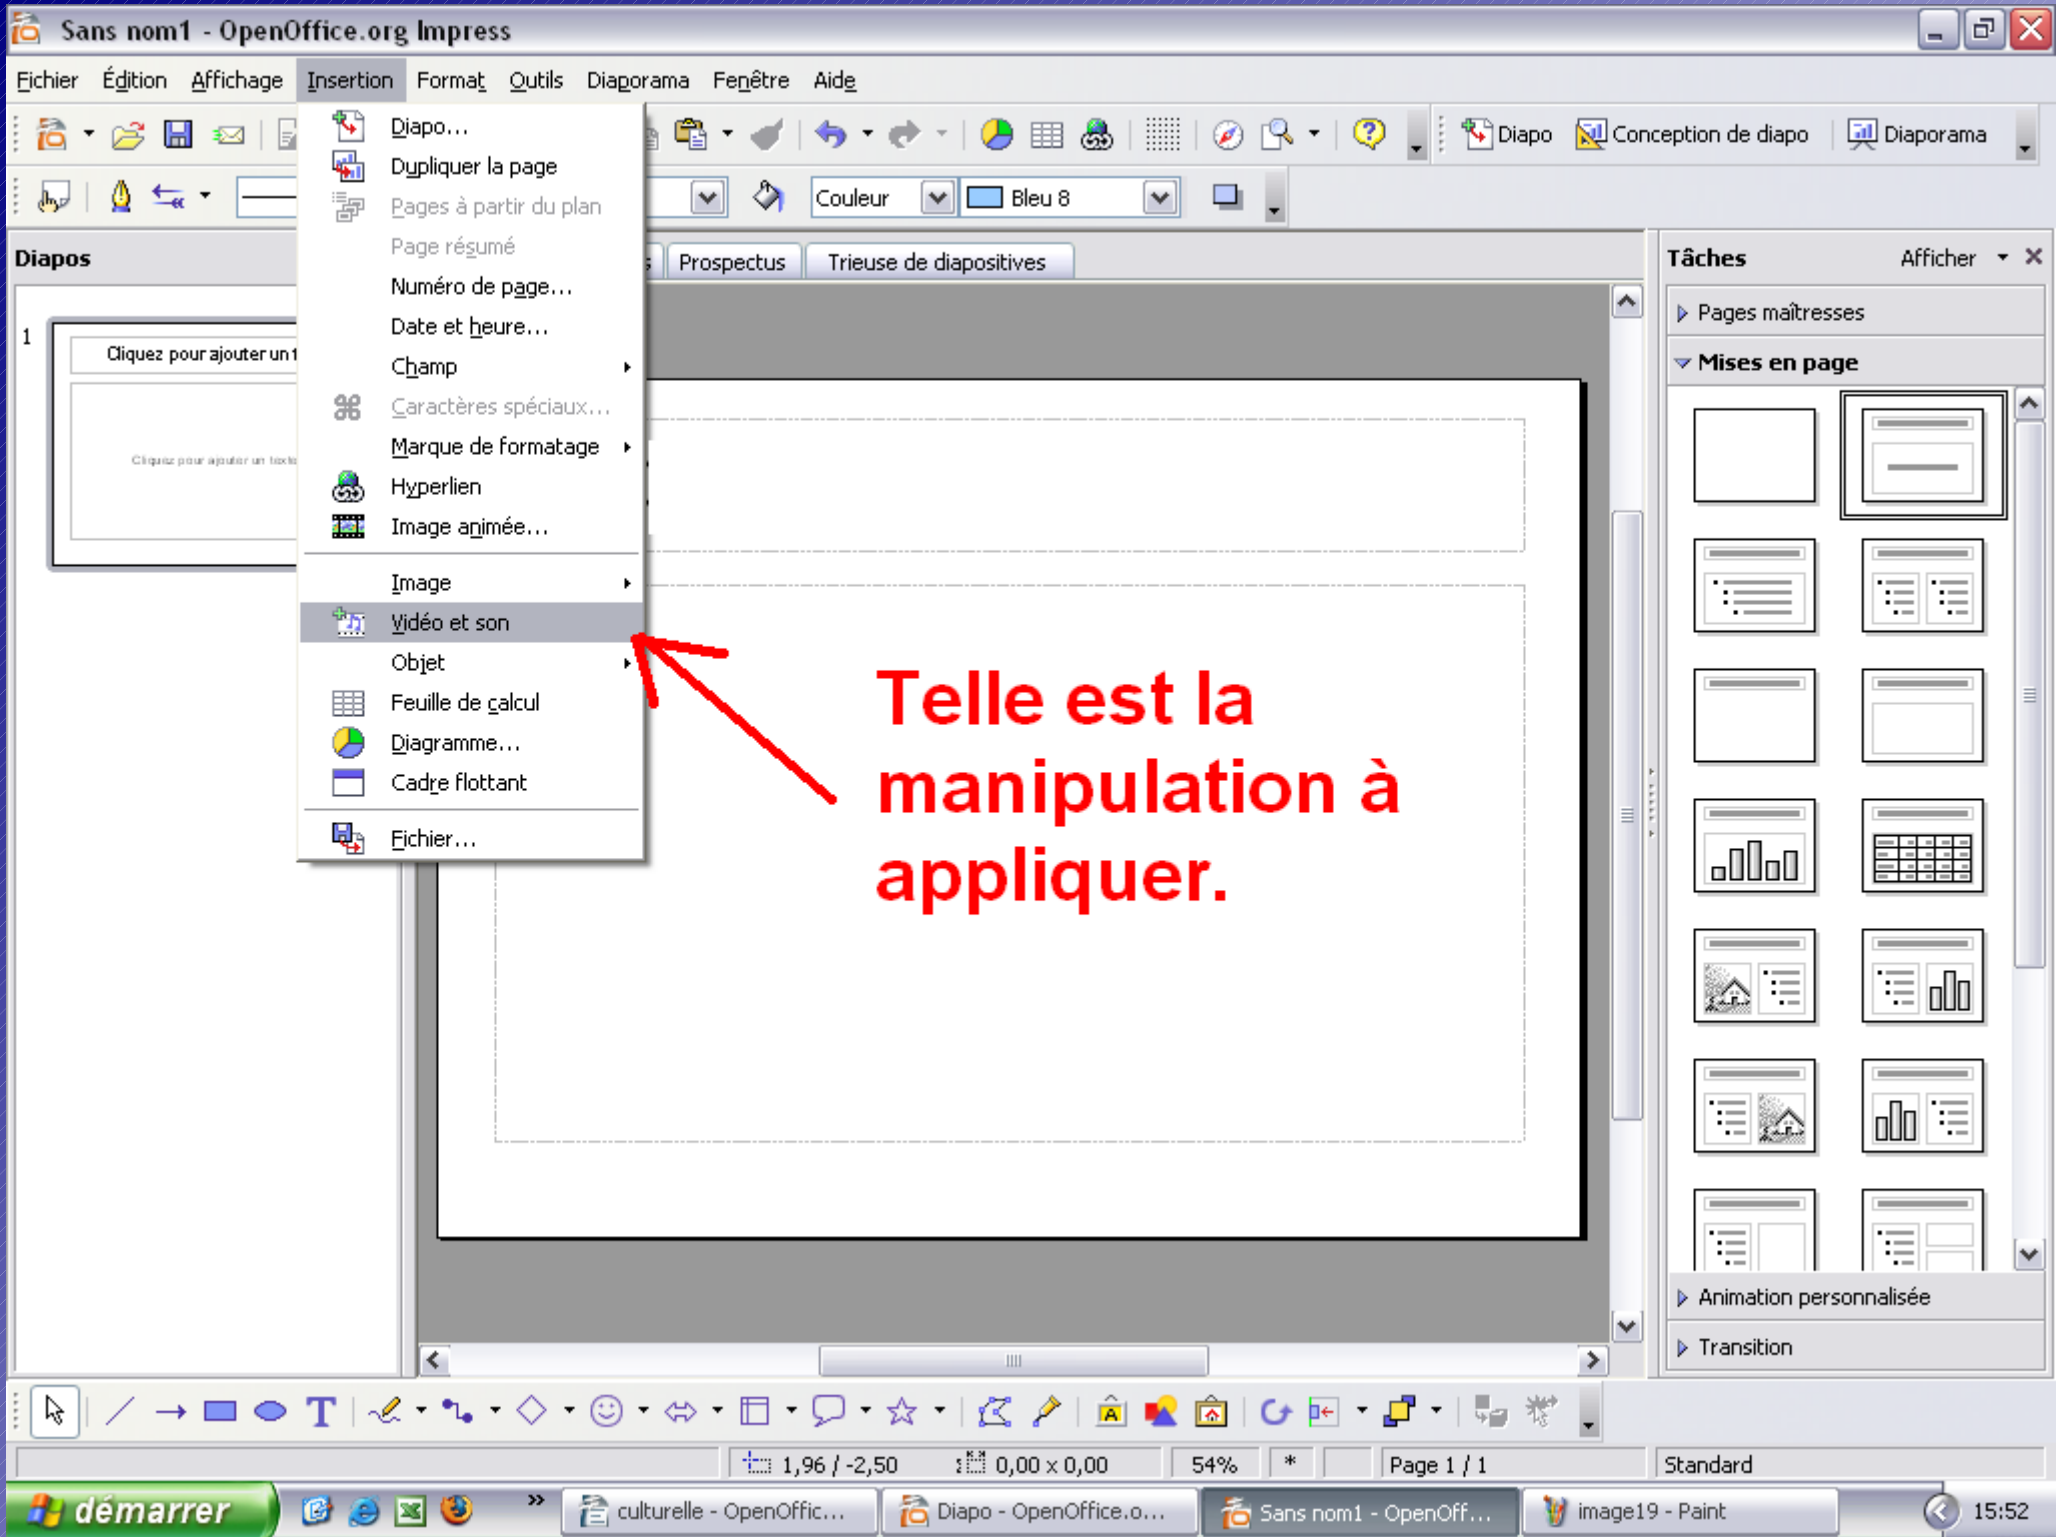 Sans nom1 - OpenOffice.org Impress
Fichier Édition Affichage Insertion Format Outils Diaporama Fenêtre Aide
Diapo Conception de diapo Diaporama
Couleur Bleu 8
Diapo...
Dupliquer la page
Pages à partir du plan
Page résumé
Numéro de page...
Date et heure...
Champ
Caractères spéciaux...
Marque de formatage
Hyperlien
Image animée...
Image
Vidéo et son
Objet
Feuille de calcul
Diagramme...
Cadre flottant
Fichier...
Diapos
1
Cliquez pour ajouter un
Cliquez pour ajouter un texte
Prospectus Trieuse de diapositives
Telle est la
manipulation à
appliquer.
Tâches Afficher
Pages maîtresses
Mises en page
Animation personnalisée
Transition
1,96 / -2,50 0,00 x 0,00 54% * Page 1 / 1 Standard
démarrer » culturelle - OpenOffic... Diapo - OpenOffice.o... Sans nom1 - OpenOff... image19 - Paint 15:52